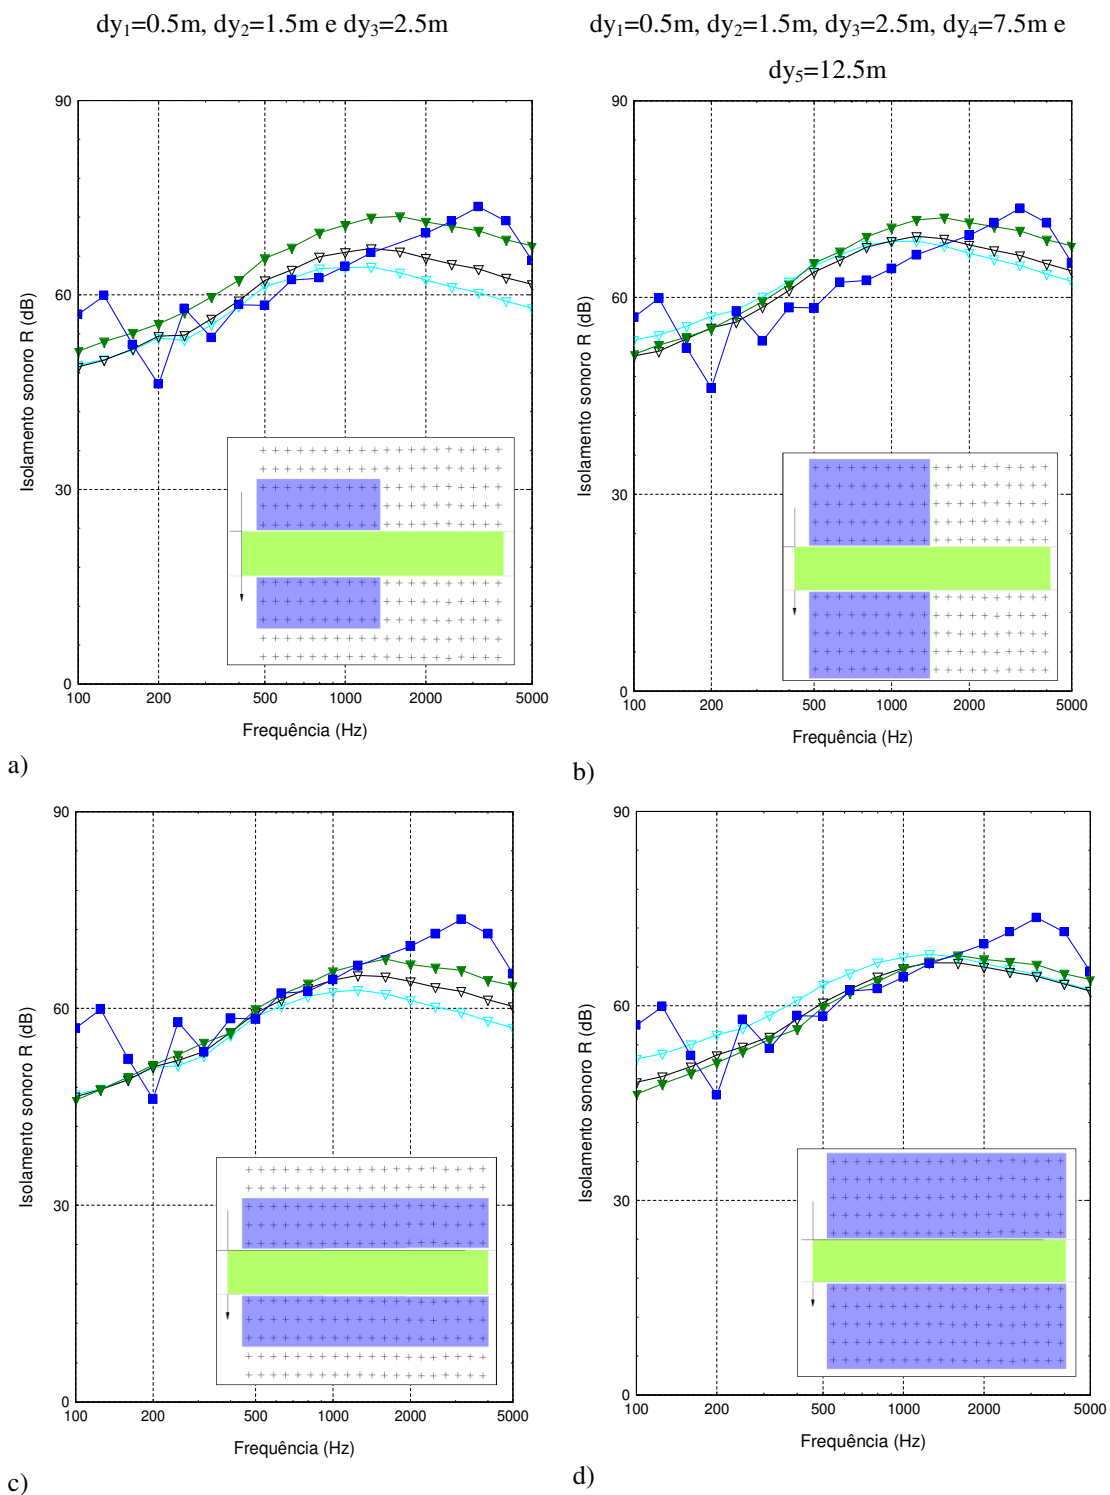 dy₁=0.5m, dy₂=1.5m e dy₃=2.5m
dy₁=0.5m, dy₂=1.5m, dy₃=2.5m, dy₄=7.5m e
dy₅=12.5m
90
60
30
0
Isolamento sonoro R (dB)
100 200 500 1000 2000 5000
Frequência (Hz)
a)
90
60
30
0
Isolamento sonoro R (dB)
100 200 500 1000 2000 5000
Frequência (Hz)
b)
90
60
30
0
Isolamento sonoro R (dB)
100 200 500 1000 2000 5000
Frequência (Hz)
c)
90
60
30
0
Isolamento sonoro R (dB)
100 200 500 1000 2000 5000
Frequência (Hz)
d)